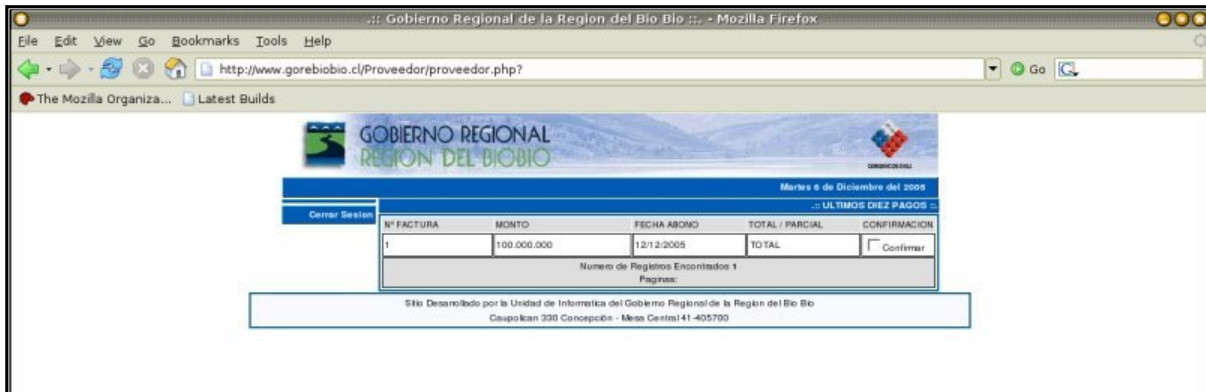 .:: Gobierno Regional de la Region del Bio Bio ::. - Mozilla Firefox
File Edit View Go Bookmarks Tools Help
http://www.gorebiobio.cl/Proveedor/proveedor.php? Go
The Mozilla Organiza... Latest Builds
GOBIERNO REGIONAL
REGION DEL BIOBIO
GOBIERNO DE CHILE
Martes 6 de Diciembre del 2005
Cerrar Sesion
.:: ULTIMOS DIEZ PAGOS ::.
Nº FACTURA MONTO FECHA ABONO TOTAL / PARCIAL CONFIRMACION
1 100.000.000 12/12/2005 TOTAL Confirmar
Numero de Registros Encontrados 1
Paginas:
Sitio Desarrollado por la Unidad de Informatica del Gobierno Regional de la Region del Bio Bio
Caupolican 330 Concepción - Mesa Central 41-405700